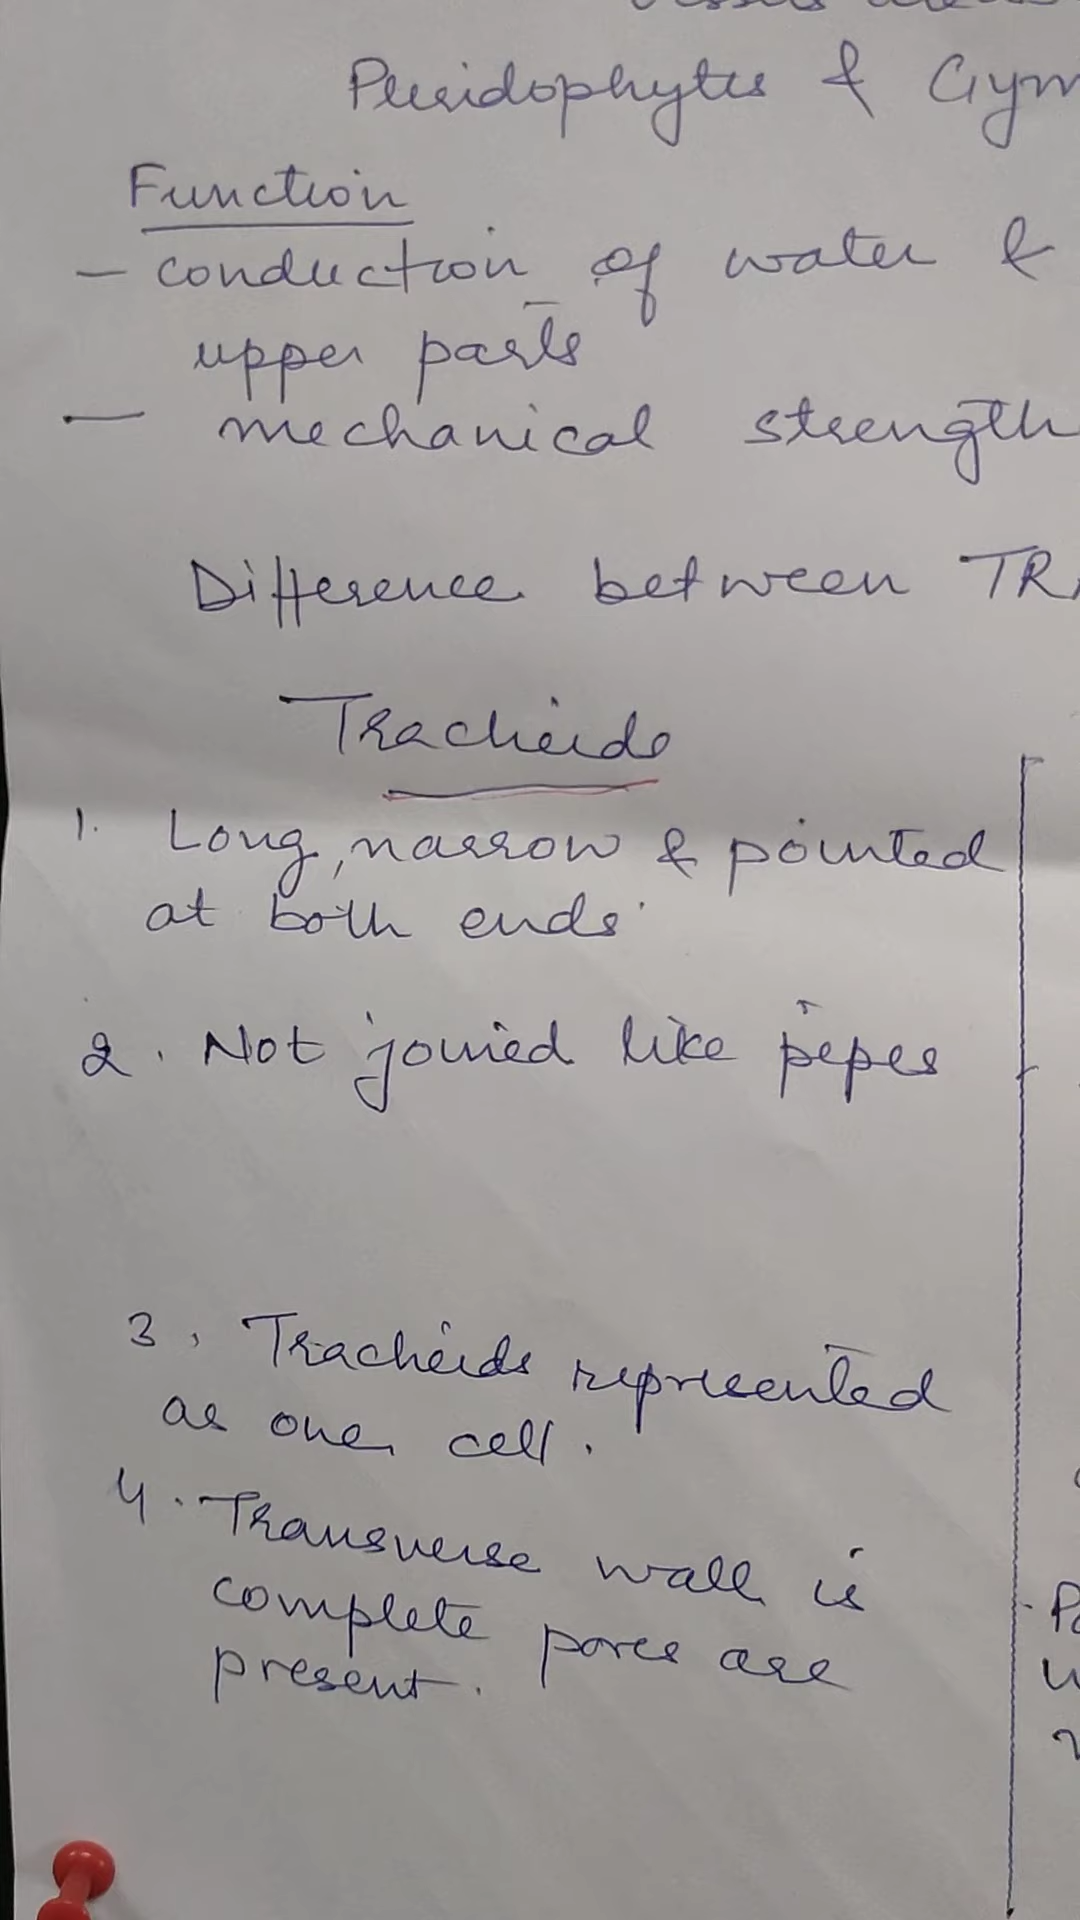 Pteridophytes & Gym
Function
— conduction of water &
upper parts
— mechanical strength
Difference between TRA
Tracheids
1. Long, narrow & pointed
at both ends
2. Not joined like pipes
3. Tracheids represented
as one cell.
4. Transverse wall is
complete pores are
present.